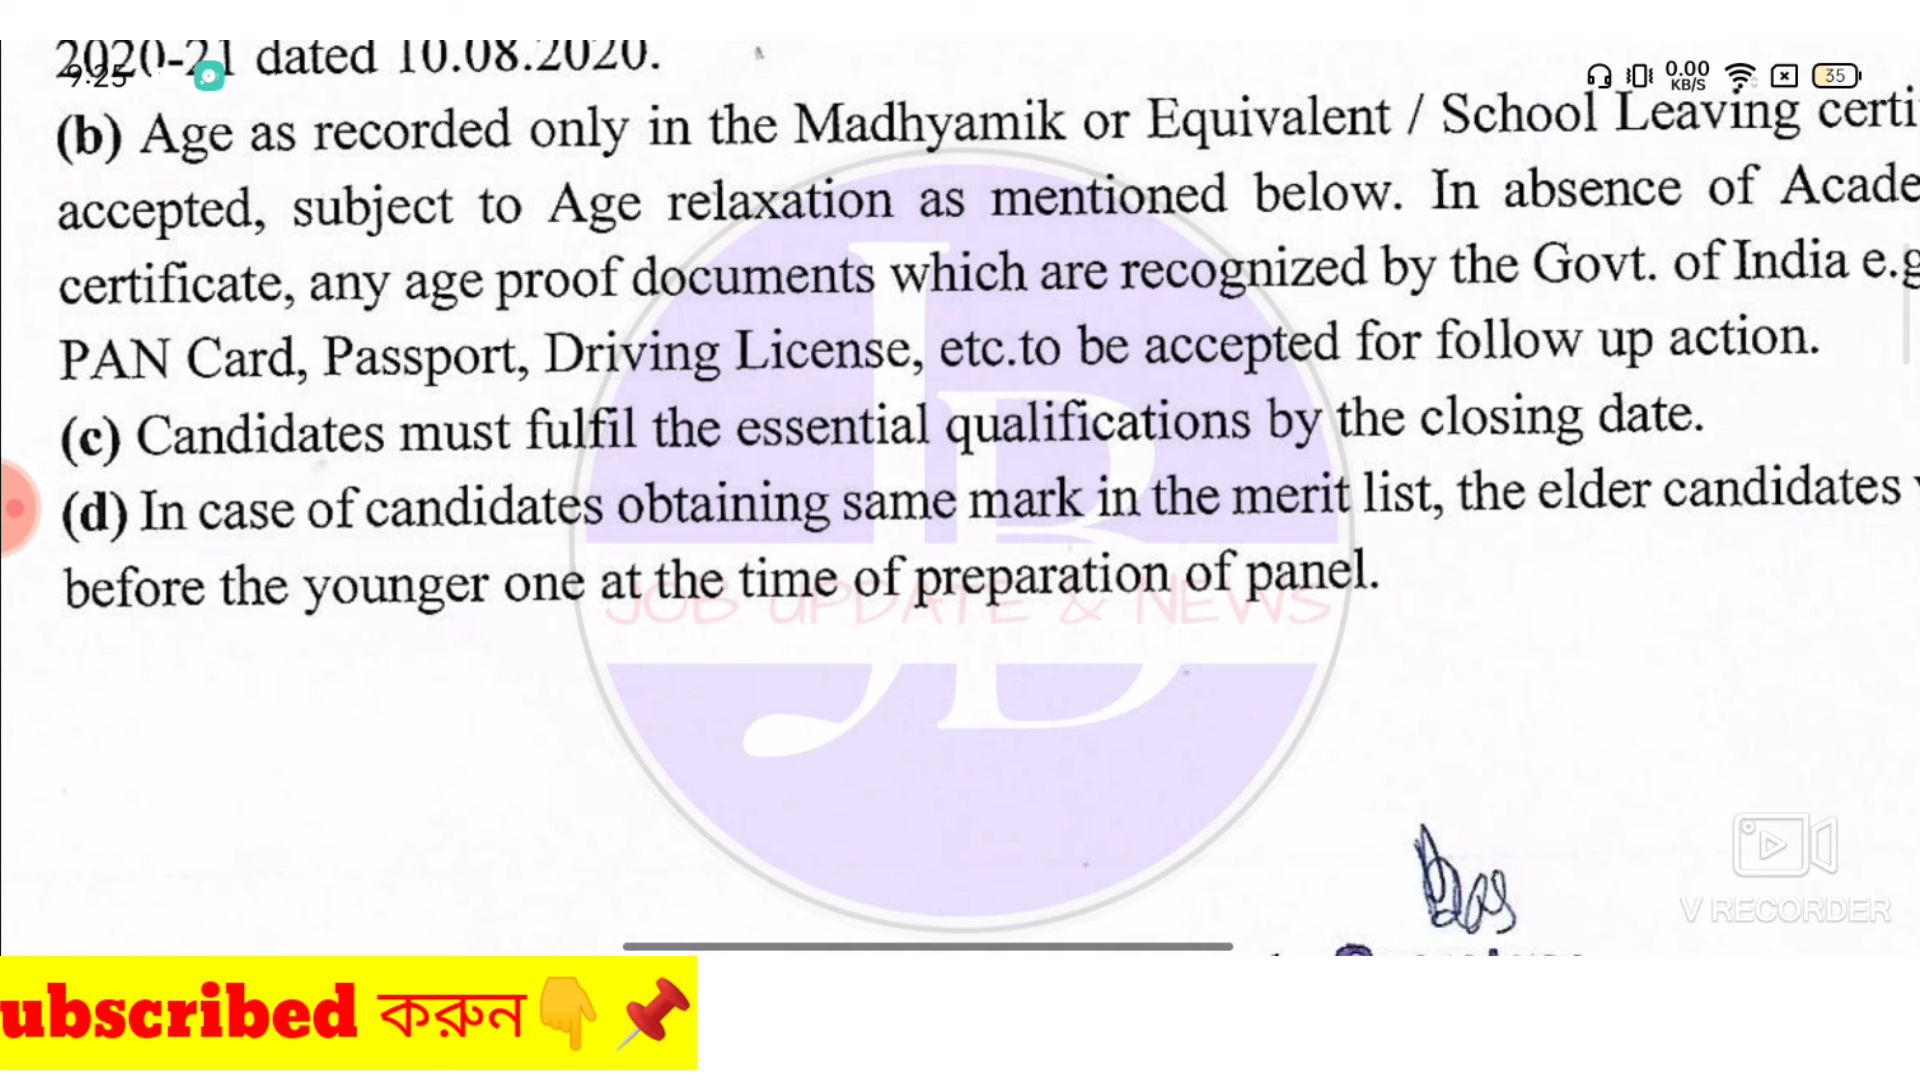 2020-21 dated 10.08.2020.
9:25
0.00
KB/S
35
(b) Age as recorded only in the Madhyamik or Equivalent / School Leaving certi
accepted, subject to Age relaxation as mentioned below. In absence of Acade
certificate, any age proof documents which are recognized by the Govt. of India e.g
PAN Card, Passport, Driving License, etc.to be accepted for follow up action.
(c) Candidates must fulfil the essential qualifications by the closing date.
(d) In case of candidates obtaining same mark in the merit list, the elder candidates
before the younger one at the time of preparation of panel.
JB
JOB UPDATE & NEWS
Das
V RECORDER
ubscribed করুন